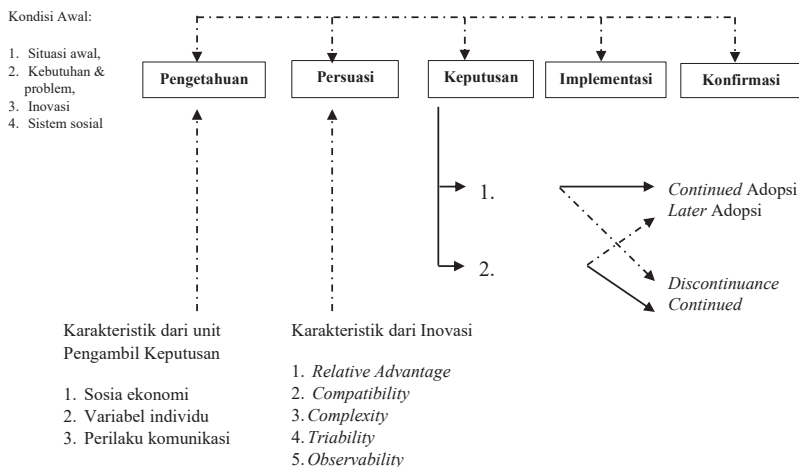 Kondisi Awal:
1. Situasi awal,
2. Kebutuhan &
problem,
3. Inovasi
4. Sistem sosial
Pengetahuan
Persuasi
Keputusan
Implementasi
Konfirmasi
1.
Continued Adopsi
Later Adopsi
2.
Discontinuance
Continued
Karakteristik dari unit
Pengambil Keputusan
1. Sosia ekonomi
2. Variabel individu
3. Perilaku komunikasi
Karakteristik dari Inovasi
1. Relative Advantage
2. Compatibility
3. Complexity
4. Triability
5. Observability